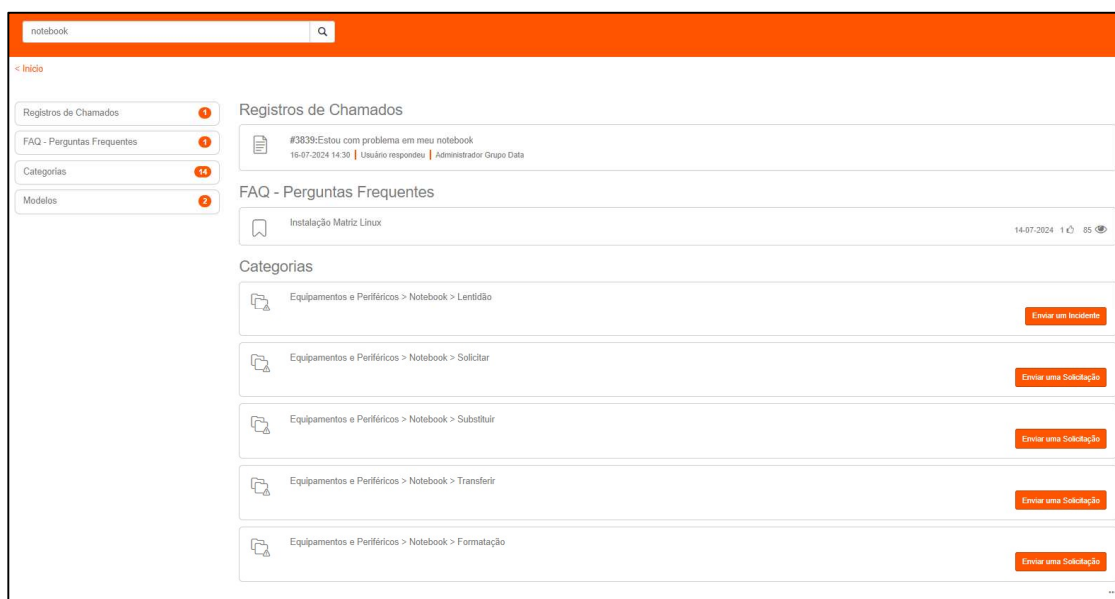 notebook
< Início
Registros de Chamados 1
FAQ - Perguntas Frequentes 1
Categorias 14
Modelos 2
Registros de Chamados
#3839:Estou com problema em meu notebook
16-07-2024 14:30 | Usuário respondeu | Administrador Grupo Data
FAQ - Perguntas Frequentes
Instalação Matriz Linux
14-07-2024 1 85
Categorias
Equipamentos e Periféricos > Notebook > Lentidão
Enviar um Incidente
Equipamentos e Periféricos > Notebook > Solicitar
Enviar uma Solicitação
Equipamentos e Periféricos > Notebook > Substituir
Enviar uma Solicitação
Equipamentos e Periféricos > Notebook > Transferir
Enviar uma Solicitação
Equipamentos e Periféricos > Notebook > Formatação
Enviar uma Solicitação
...